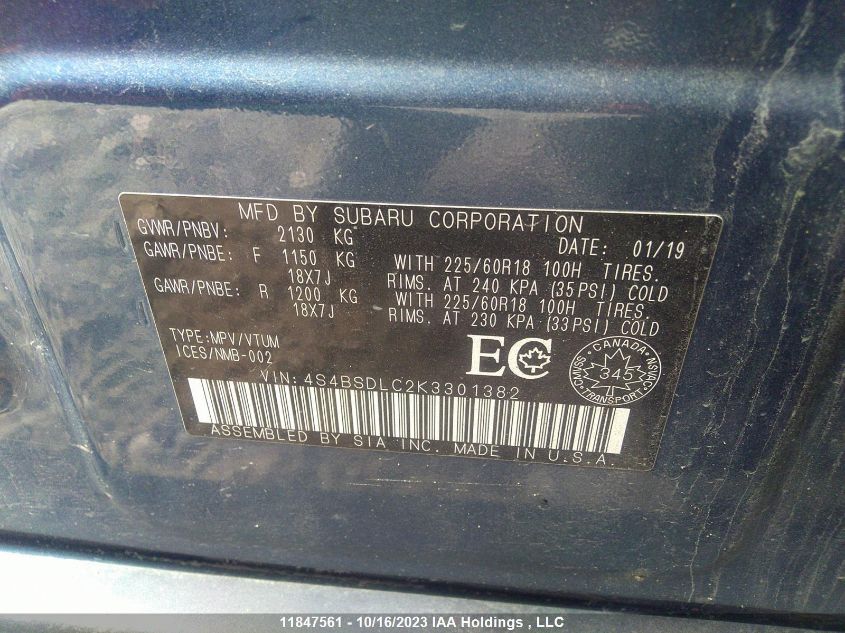 MFD BY SUBARU CORPORATION
GVWR/PNBV: 2130 KG DATE: 01/19
GAWR/PNBE: F 1150 KG WITH 225/60R18 100H TIRES.
18X7J RIMS. AT 240 KPA (35PSI) COLD
GAWR/PNBE: R 1200 KG WITH 225/60R18 100H TIRES.
18X7J RIMS. AT 230 KPA (33PSI) COLD
TYPE:MPV/VTUM
ICES/NMB-002
EC
CANADA
CMVSS 345 NSVAC
TRANSPORT
VIN:4S4BSDLC2K3301382
ASSEMBLED BY SIA INC. MADE IN U.S.A.
11847561 - 10/16/2023 IAA Holdings , LLC